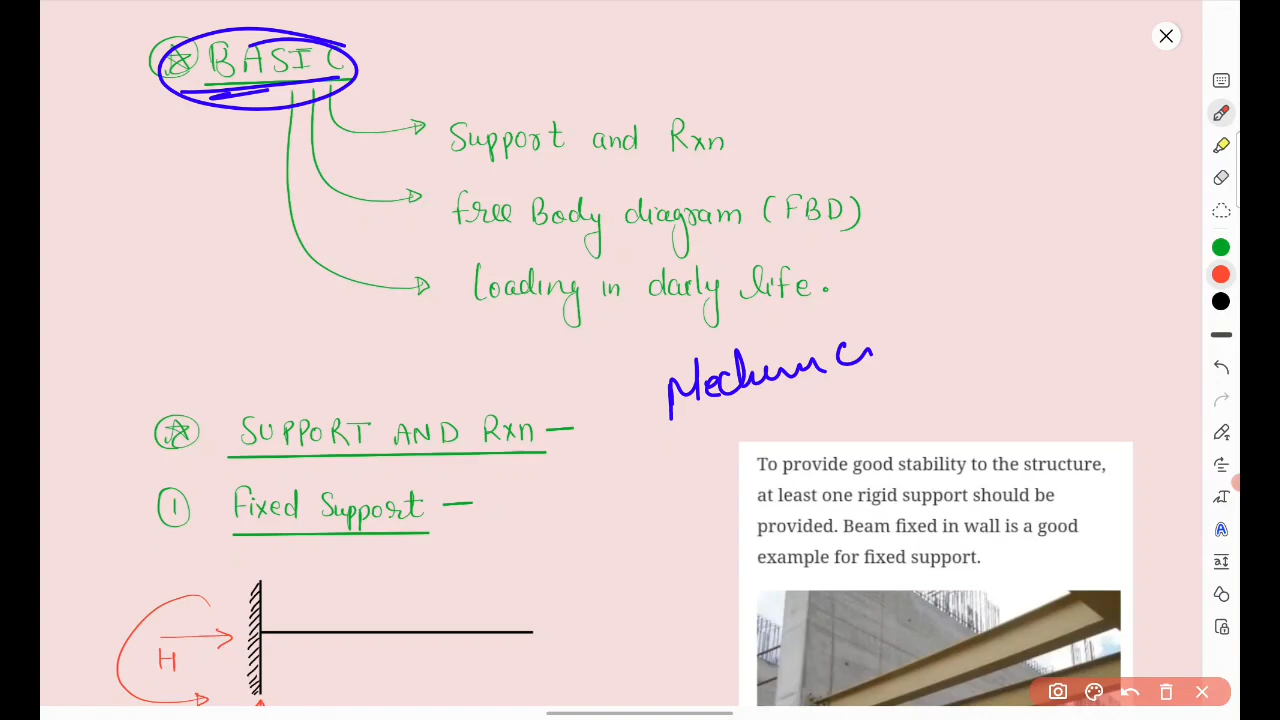 BASIC
Support and Rxn
free Body diagram (FBD)
Loading in daily life.
SUPPORT AND Rxn -
1 Fixed Support -
To provide good stability to the structure,
at least one rigid support should be
provided. Beam fixed in wall is a good
example for fixed support.
H